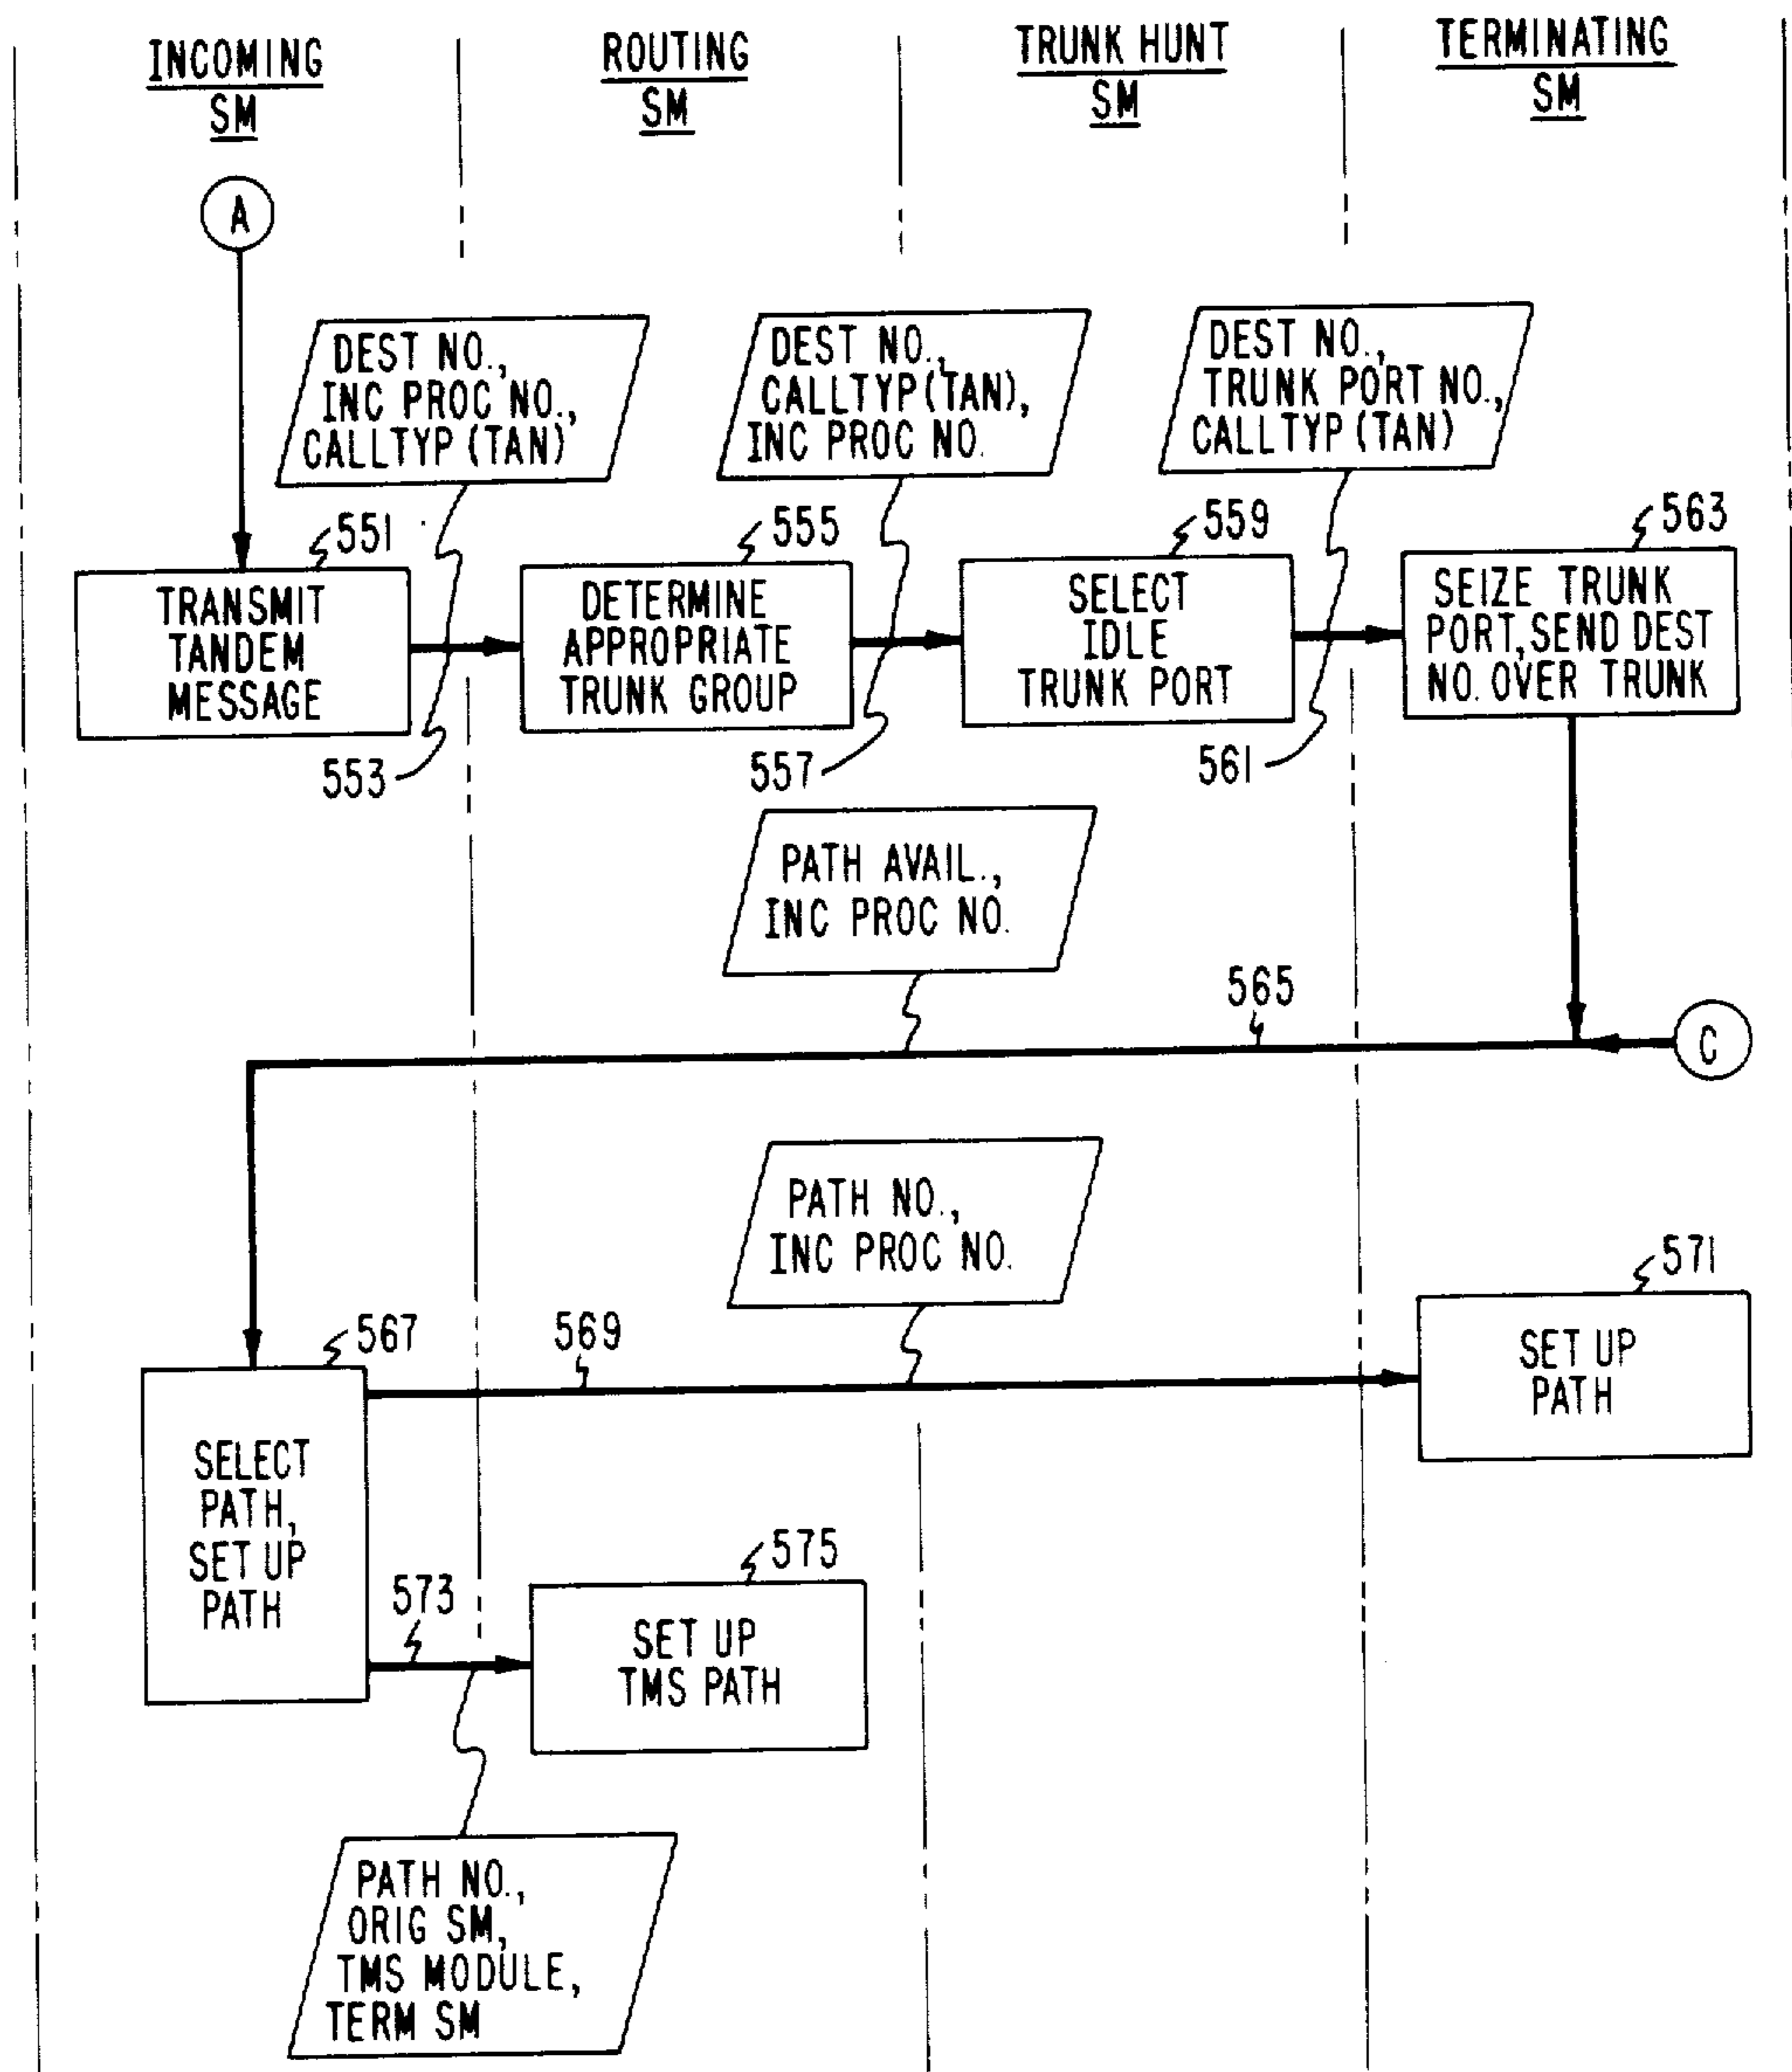 INCOMING
SM
ROUTING
SM
TRUNK HUNT
SM
TERMINATING
SM
A
DEST NO.,
INC PROC NO.,
CALLTYP (TAN)
DEST NO.,
CALLTYP (TAN),
INC PROC NO.
DEST NO.,
TRUNK PORT NO.,
CALLTYP (TAN)
551
TRANSMIT
TANDEM
MESSAGE
553
555
DETERMINE
APPROPRIATE
TRUNK GROUP
557
559
SELECT
IDLE
TRUNK PORT
561
563
SEIZE TRUNK
PORT, SEND DEST
NO. OVER TRUNK
PATH AVAIL.,
INC PROC NO.
565
C
PATH NO.,
INC PROC NO.
567
569
571
SELECT
PATH,
SET UP
PATH
SET UP
PATH
573
575
SET UP
TMS PATH
PATH NO.,
ORIG SM,
TMS MODULE,
TERM SM